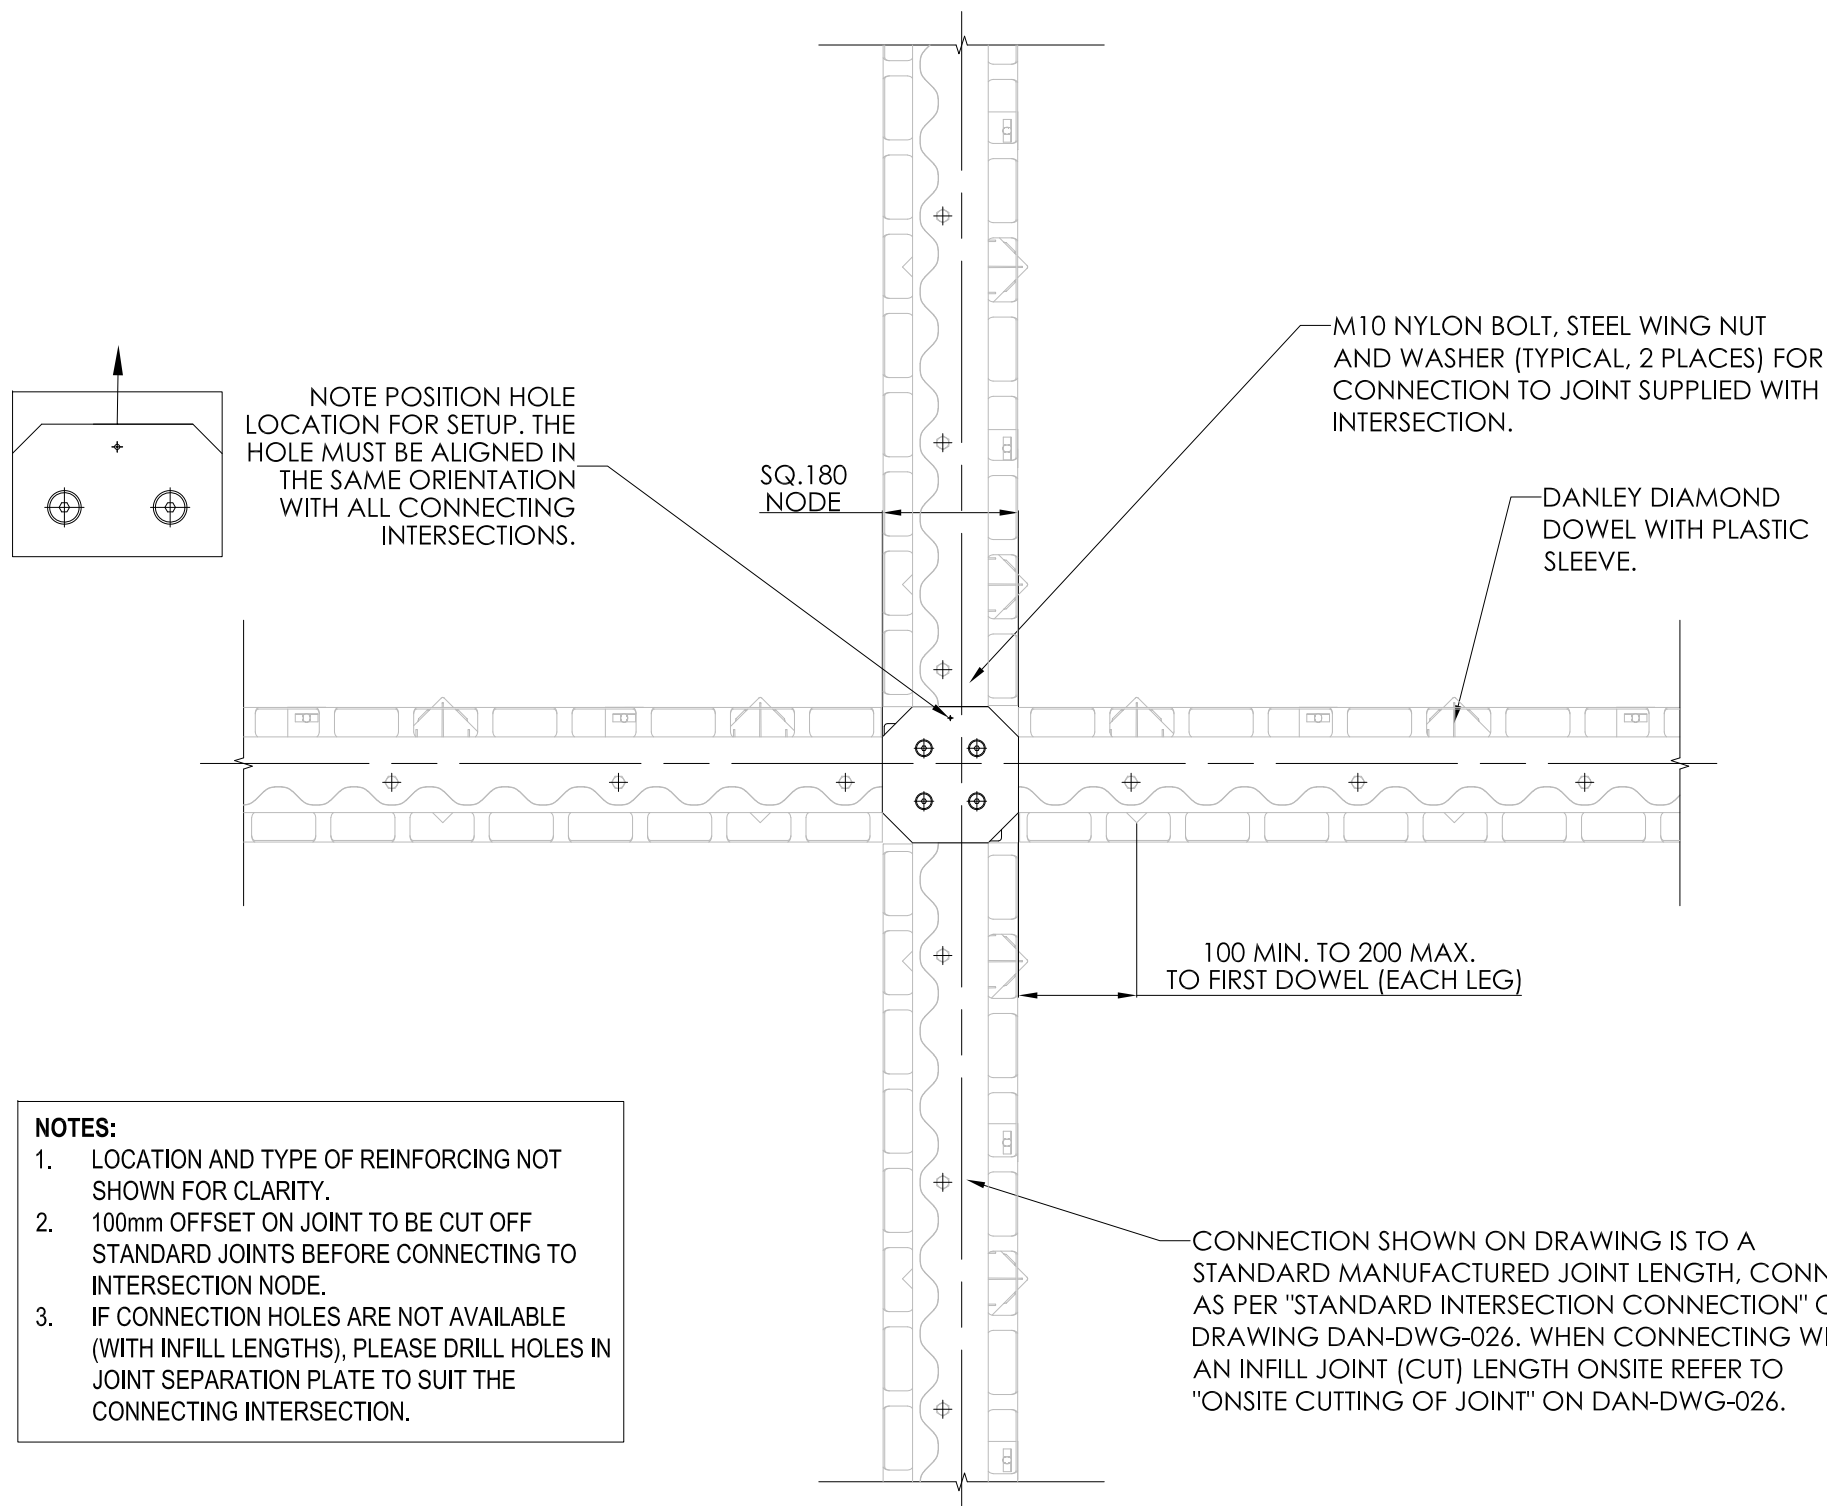 M10 NYLON BOLT, STEEL WING NUT
AND WASHER (TYPICAL, 2 PLACES) FOR
CONNECTION TO JOINT SUPPLIED WITH
INTERSECTION.
NOTE POSITION HOLE
LOCATION FOR SETUP. THE
HOLE MUST BE ALIGNED IN
THE SAME ORIENTATION
WITH ALL CONNECTING
INTERSECTIONS.
SQ.180
NODE
DANLEY DIAMOND
DOWEL WITH PLASTIC
SLEEVE.
100 MIN. TO 200 MAX.
TO FIRST DOWEL (EACH LEG)
NOTES:
1. LOCATION AND TYPE OF REINFORCING NOT
SHOWN FOR CLARITY.
2. 100mm OFFSET ON JOINT TO BE CUT OFF
STANDARD JOINTS BEFORE CONNECTING TO
INTERSECTION NODE.
3. IF CONNECTION HOLES ARE NOT AVAILABLE
(WITH INFILL LENGTHS), PLEASE DRILL HOLES IN
JOINT SEPARATION PLATE TO SUIT THE
CONNECTING INTERSECTION.
CONNECTION SHOWN ON DRAWING IS TO A
STANDARD MANUFACTURED JOINT LENGTH,
AS PER "STANDARD INTERSECTION CONNECTION"
DRAWING DAN-DWG-026. WHEN CONNECTING
AN INFILL JOINT (CUT) LENGTH ONSITE REFER TO
"ONSITE CUTTING OF JOINT" ON DAN-DWG-026.